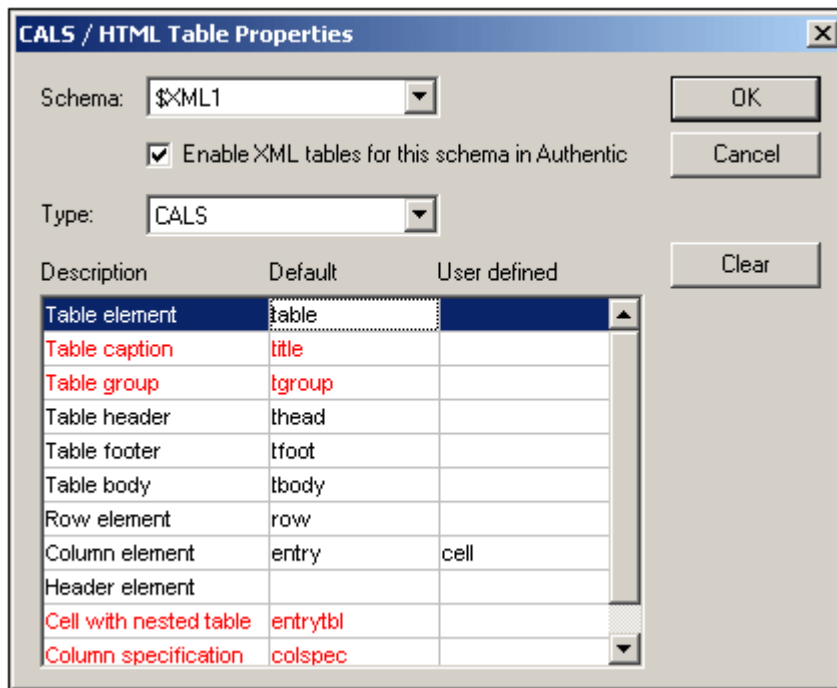 CALS / HTML Table Properties
Schema: $XML1 OK
Enable XML tables for this schema in Authentic Cancel
Type: CALS
Clear
Description Default User defined
Table element table
Table caption title
Table group tgroup
Table header thead
Table footer tfoot
Table body tbody
Row element row
Column element entry cell
Header element
Cell with nested table entrytbl
Column specification colspec